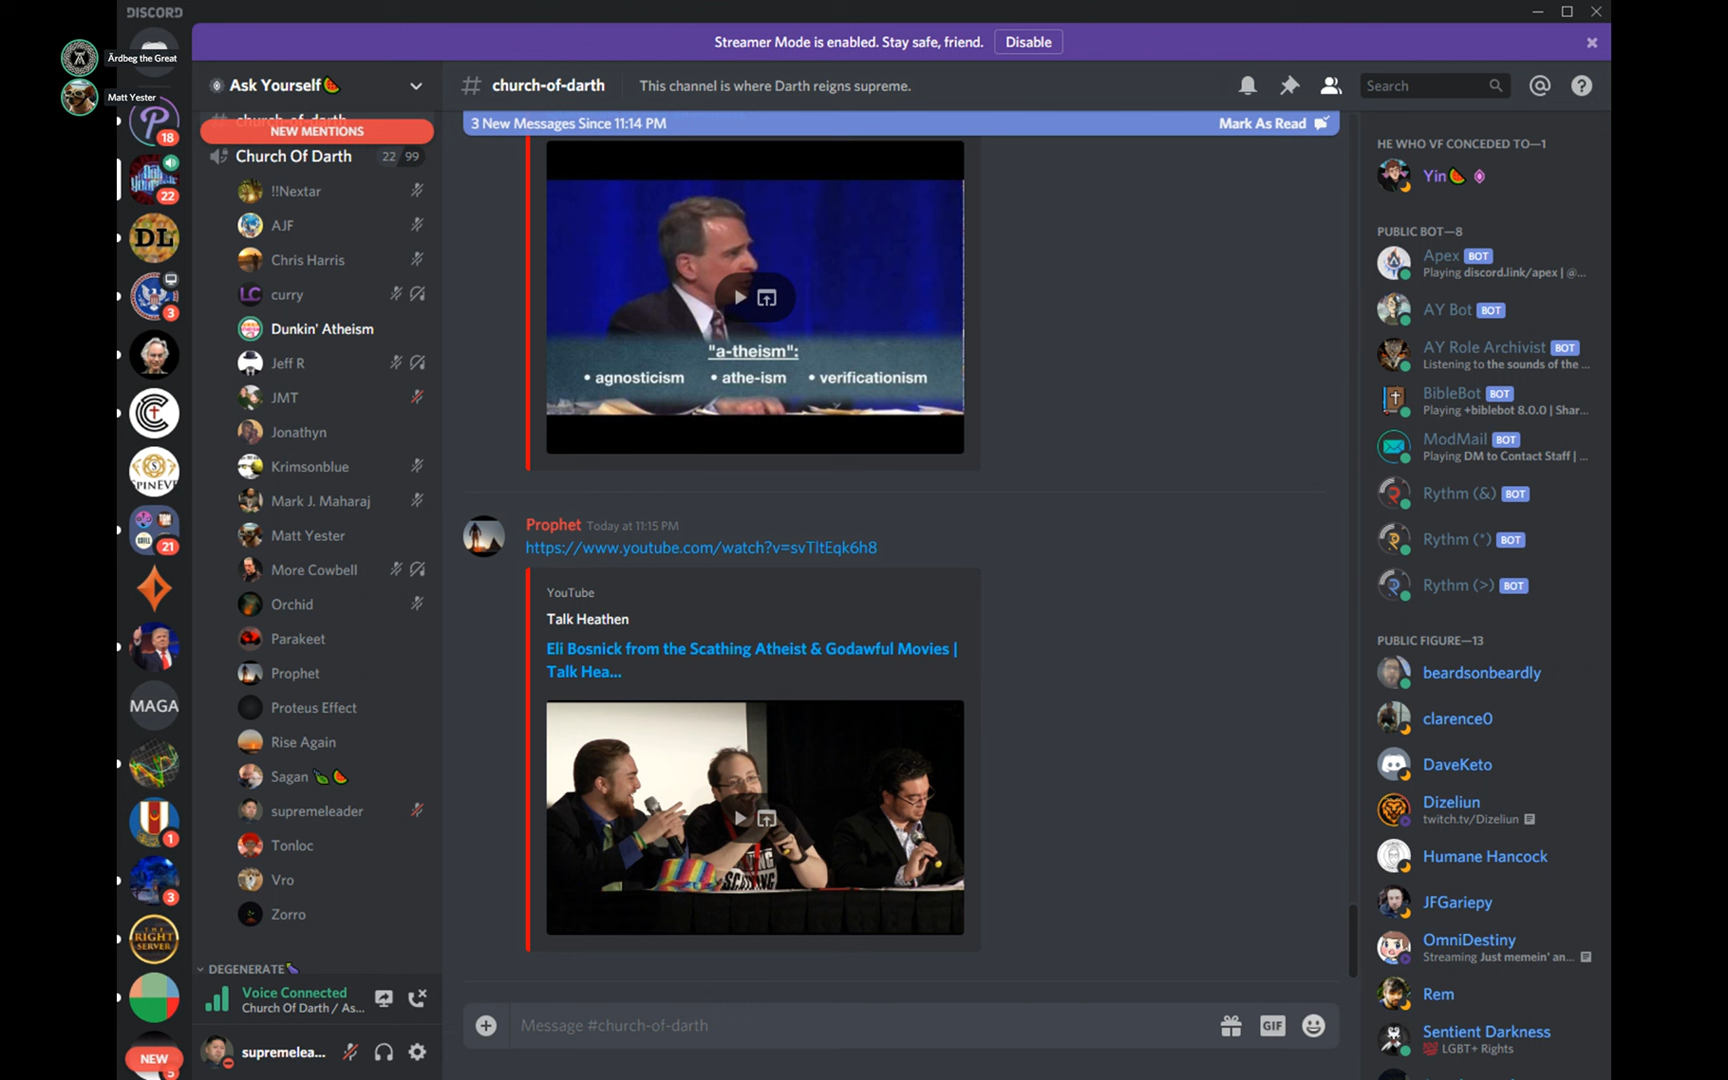 DISCORD
Streamer Mode is enabled. Stay safe, friend.
Disable
Ärdbeg the Great
Matt Yester
18
22
DL
3
SPINEVE
21
MAGA
1
3
THE
RIGHT
SERVER
NEW
5
Ask Yourself🍉
church-of-darth
NEW MENTIONS
Church Of Darth 22 99
!!Nextar
AJF
Chris Harris
LC curry
Dunkin' Atheism
Jeff R
JMT
Jonathyn
Krimsonblue
Mark J. Maharaj
Matt Yester
More Cowbell
Orchid
Parakeet
Prophet
Proteus Effect
Rise Again
Sagan
supremeleader
Tonloc
Vro
Zorro
DEGENERATE🍆
Voice Connected
Church Of Darth / As...
supremelea...
# church-of-darth
This channel is where Darth reigns supreme.
Search
3 New Messages Since 11:14 PM
Mark As Read
"a-theism":
• agnosticism • athe-ism • verificationism
Prophet Today at 11:15 PM
https://www.youtube.com/watch?v=svTltEqk6h8
YouTube
Talk Heathen
Eli Bosnick from the Scathing Atheist & Godawful Movies |
Talk Hea...
Message #church-of-darth
GIF
HE WHO VF CONCEDED TO—1
Yin🍉
PUBLIC BOT—8
Apex BOT
Playing discord.link/apex | @...
AY Bot BOT
AY Role Archivist BOT
Listening to the sounds of the ...
BibleBot BOT
Playing +biblebot 8.0.0 | Shar...
ModMail BOT
Playing DM to Contact Staff | ...
Rythm (&) BOT
Rythm (*) BOT
Rythm (>) BOT
PUBLIC FIGURE—13
beardsonbeardly
clarence0
DaveKeto
Dizeliun
twitch.tv/Dizeliun
Humane Hancock
JFGariepy
OmniDestiny
Streaming Just memein' an...
Rem
Sentient Darkness
💯 LGBT+ Rights